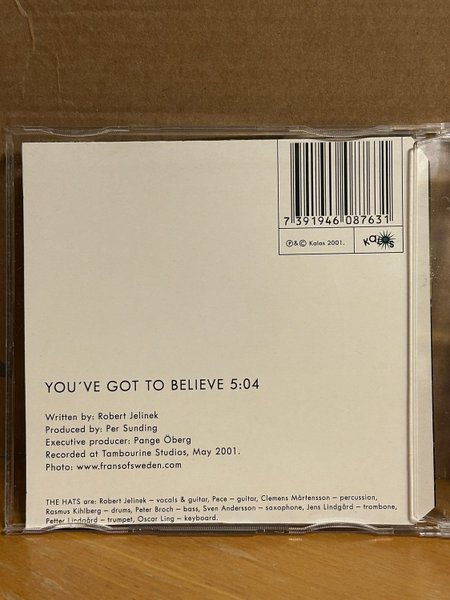 7 391946 087631
℗&© Kalas 2001.
KaLaS
YOU´VE GOT TO BELIEVE 5:04
Written by: Robert Jelinek
Produced by: Per Sunding
Executive producer: Pange Öberg
Recorded at Tambourine Studios, May 2001.
Photo: www.fransofsweden.com
THE HATS are: Robert Jelinek – vocals & guitar, Pece – guitar, Clemens Mårtensson – percussion,
Rasmus Kihlberg – drums, Peter Broch – bass, Sven Andersson – saxophone, Jens Lindgård – trombone,
Petter Lindgård – trumpet, Oscar Ling – keyboard.